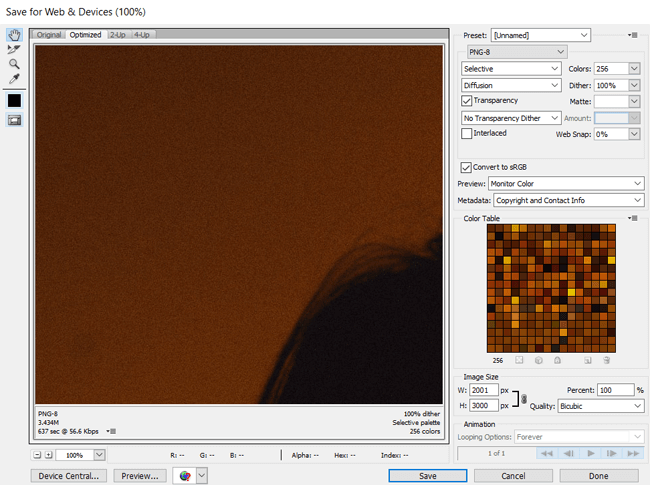 Save for Web & Devices (100%)
Original Optimized 2-Up 4-Up
Preset: [Unnamed]
PNG-8
Selective Colors: 256
Diffusion Dither: 100%
Transparency Matte:
No Transparency Dither Amount:
Interlaced Web Snap: 0%
Convert to sRGB
Preview: Monitor Color
Metadata: Copyright and Contact Info
Color Table
256
Image Size
W: 2001 px Percent: 100 %
H: 3000 px Quality: Bicubic
Animation
Looping Options: Forever
1 of 1
PNG-8 100% dither
3.434M Selective palette
637 sec @ 56.6 Kbps 256 colors
100% R: -- G: -- B: -- Alpha: -- Hex: -- Index: --
Device Central... Preview... Save Cancel Done